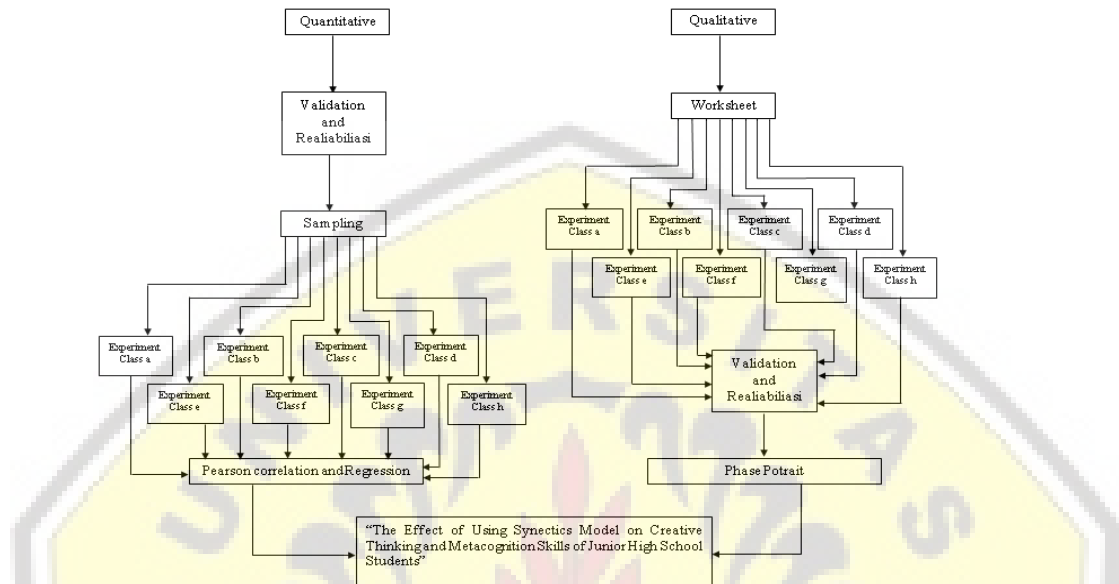 Quantitative
Validation
and
Realiabiliasi
Sampling
Experiment
Class a
Experiment
Class b
Experiment
Class c
Experiment
Class d
Experiment
Class e
Experiment
Class f
Experiment
Class g
Experiment
Class h
Pearson correlation and Regression
Qualitative
Worksheet
Experiment
Class a
Experiment
Class b
Experiment
Class c
Experiment
Class d
Experiment
Class e
Experiment
Class f
Experiment
Class g
Experiment
Class h
Validation
and
Realiabiliasi
Phase Potrait
“The Effect of Using Synectics Model on Creative
Thinking and Metacognition Skills of Junior High School
Students”
UNIVERSITAS